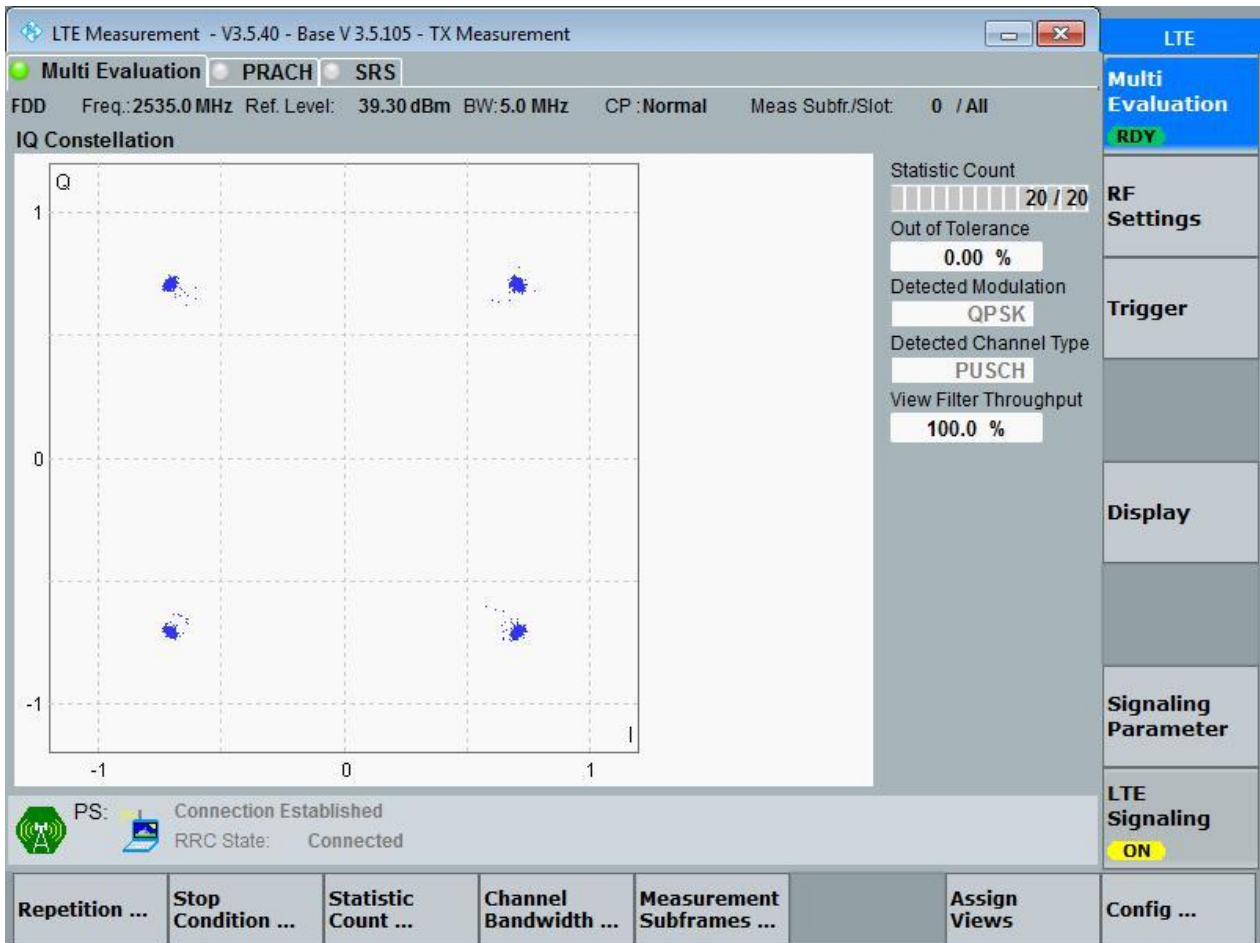 LTE Measurement - V3.5.40 - Base V 3.5.105 - TX Measurement
LTE
Multi Evaluation PRACH SRS
Multi
Evaluation
RDY
FDD Freq.: 2535.0 MHz Ref. Level: 39.30 dBm BW: 5.0 MHz CP : Normal Meas Subfr./Slot: 0 / All
IQ Constellation
Q
1
0
-1
I
-1 0 1
Statistic Count
20 / 20
Out of Tolerance
0.00 %
Detected Modulation
QPSK
Detected Channel Type
PUSCH
View Filter Throughput
100.0 %
RF
Settings
Trigger
Display
Signaling
Parameter
LTE
Signaling
ON
PS: Connection Established
RRC State: Connected
Repetition ...
Stop
Condition ...
Statistic
Count ...
Channel
Bandwidth ...
Measurement
Subframes ...
Assign
Views
Config ...